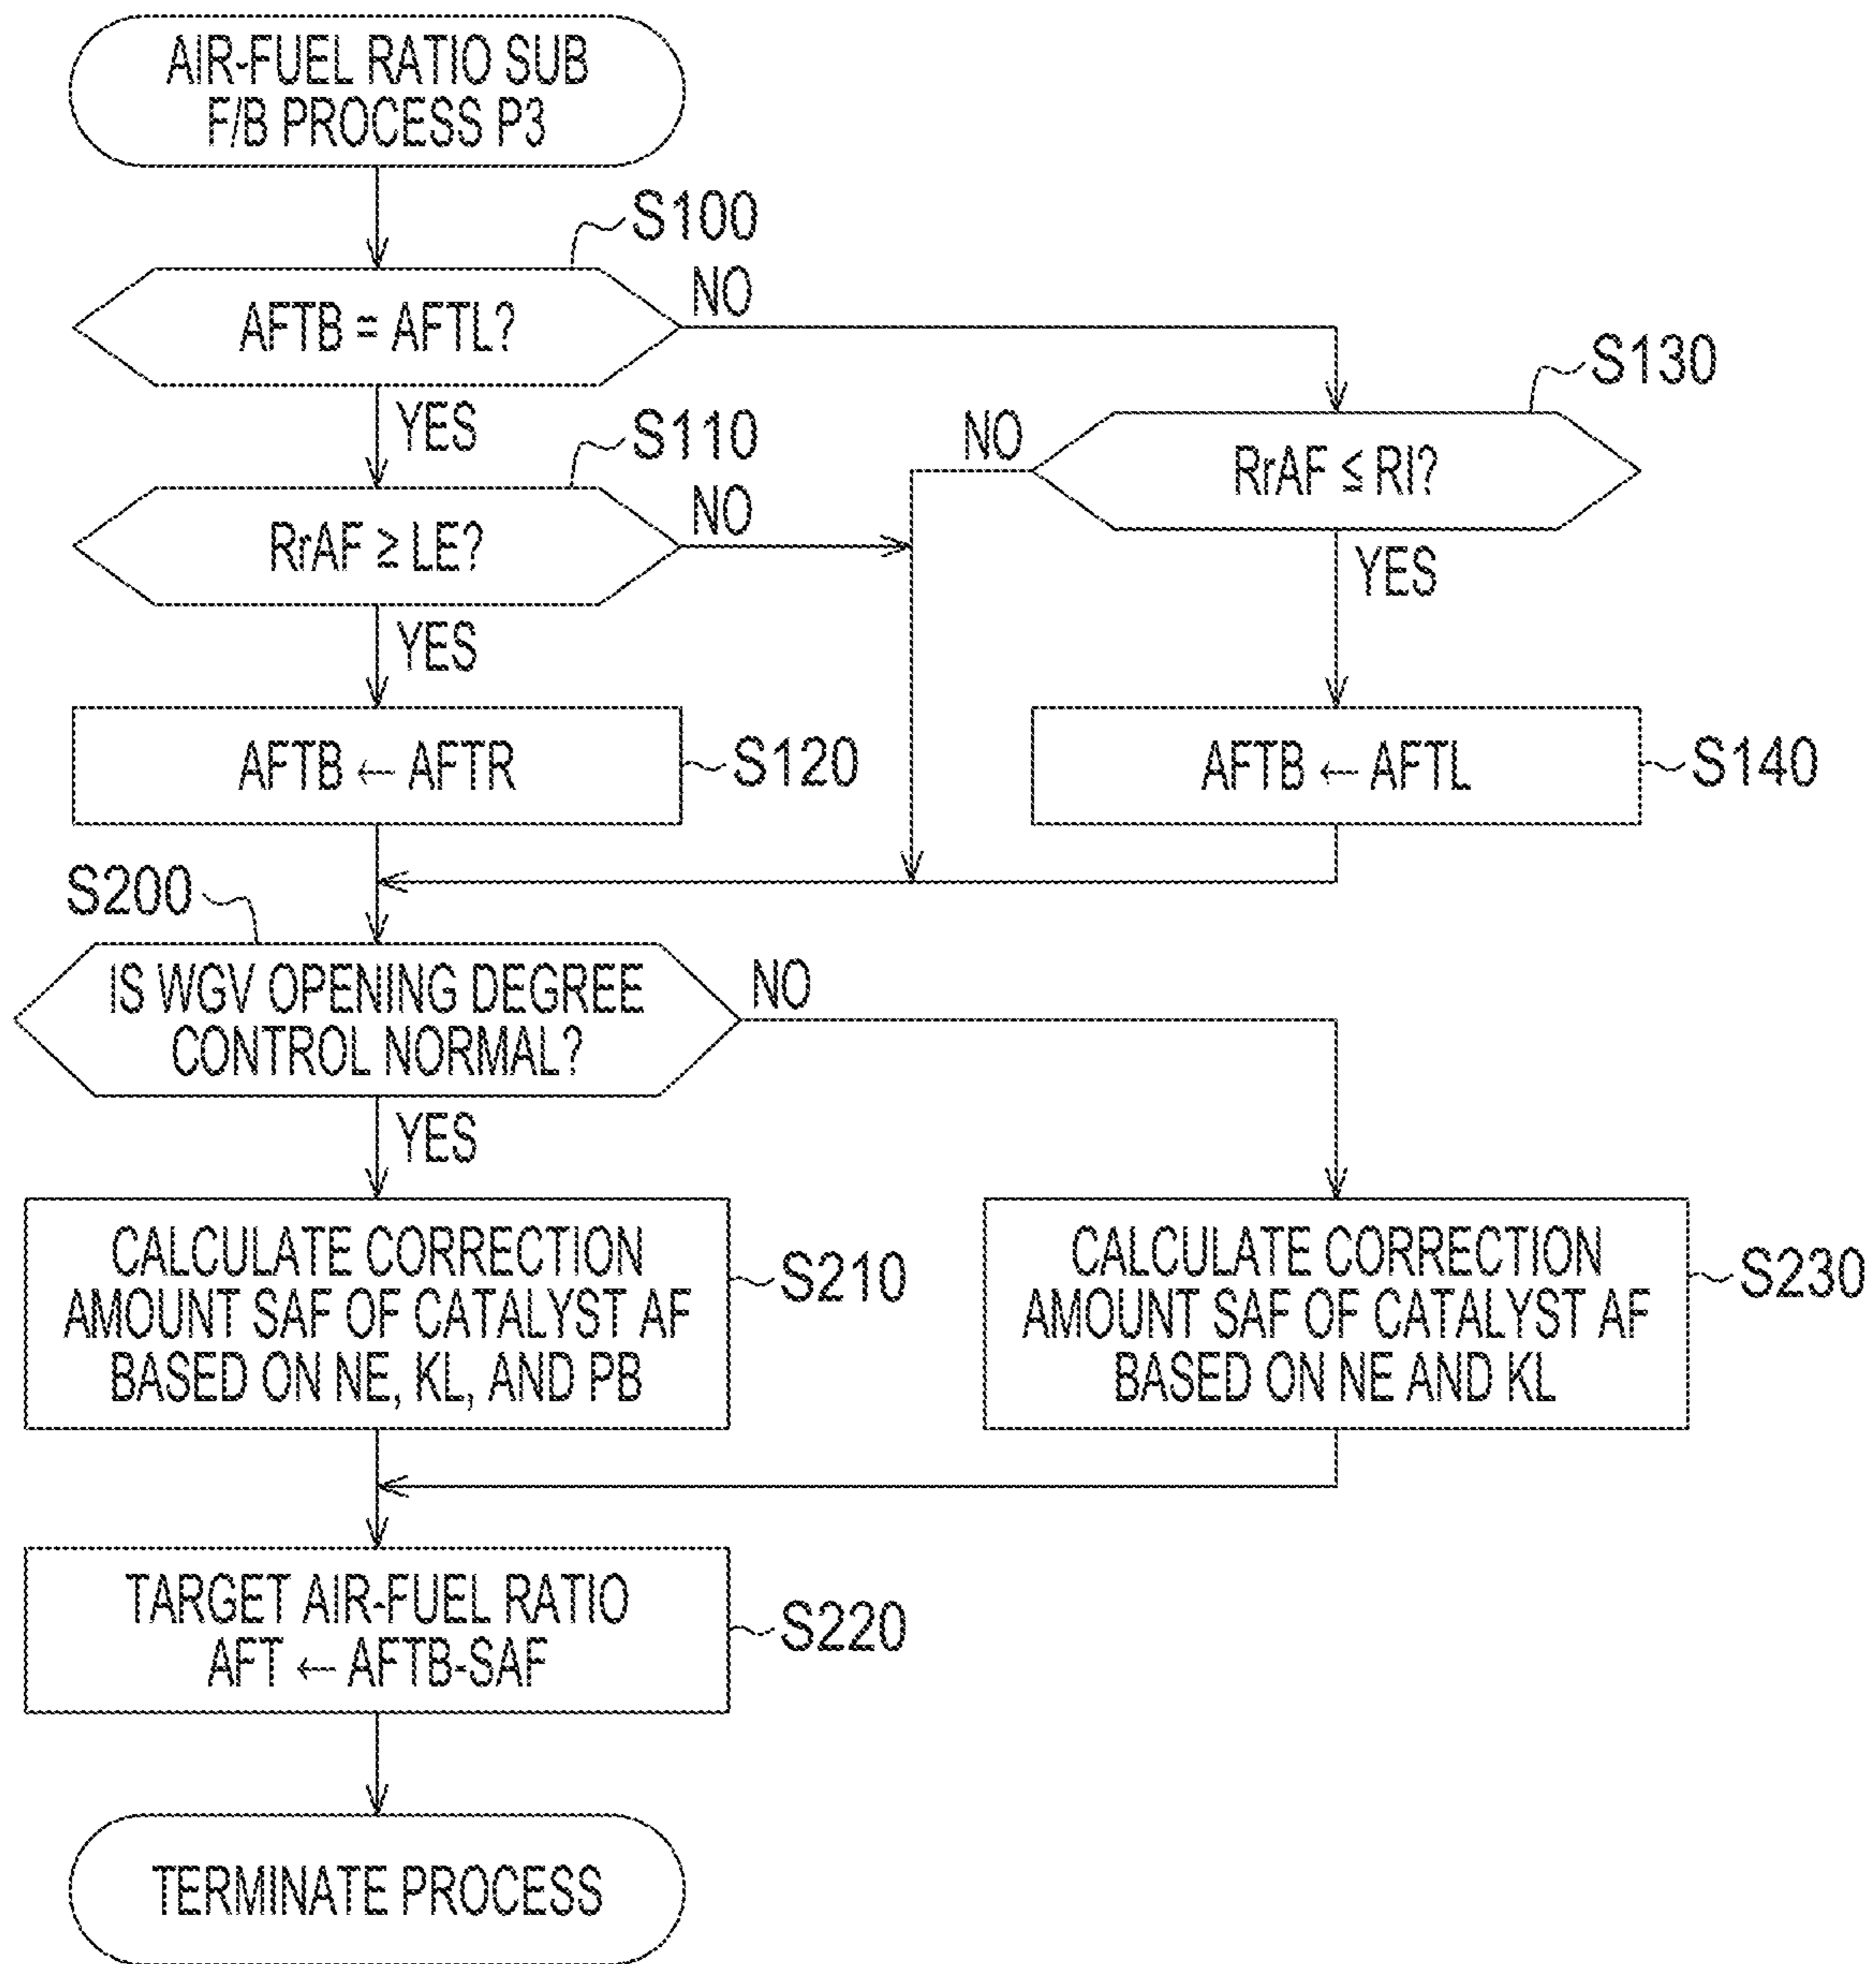 AIR-FUEL RATIO SUB
F/B PROCESS P3
S100
AFTB = AFTL?
NO
YES
S130
RrAF ≤ RI?
NO
YES
S110
RrAF ≥ LE?
NO
YES
AFTB ← AFTR
S120
AFTB ← AFTL
S140
S200
IS WGV OPENING DEGREE
CONTROL NORMAL?
NO
YES
CALCULATE CORRECTION
AMOUNT SAF OF CATALYST AF
BASED ON NE, KL, AND PB
S210
CALCULATE CORRECTION
AMOUNT SAF OF CATALYST AF
BASED ON NE AND KL
S230
TARGET AIR-FUEL RATIO
AFT ← AFTB-SAF
S220
TERMINATE PROCESS